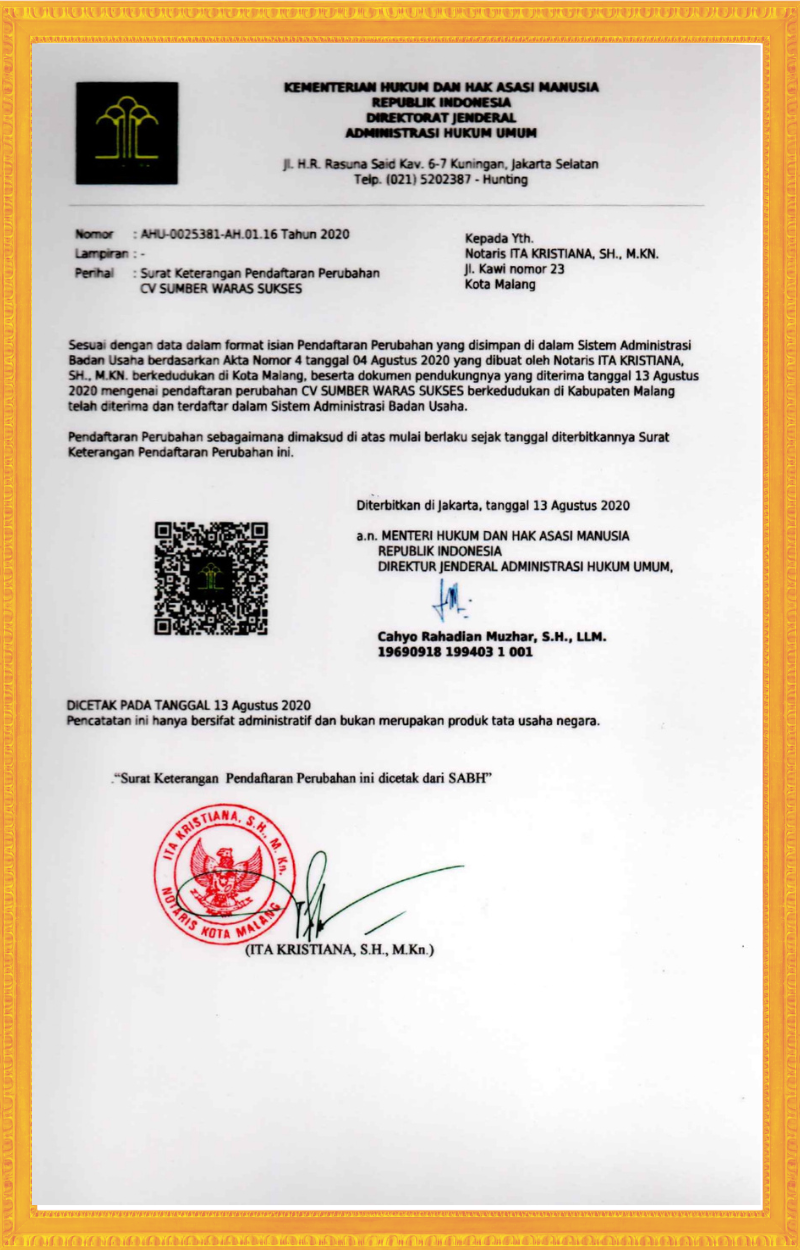 KEMENTERIAN HUKUM DAN HAK ASASI MANUSIA
REPUBLIK INDONESIA
DIREKTORAT JENDERAL
ADMINISTRASI HUKUM UMUM
Jl. H.R. Rasuna Said Kav. 6-7 Kuningan, Jakarta Selatan
Telp. (021) 5202387 - Hunting
Nomor : AHU-0025381-AH.01.16 Tahun 2020
Lampiran : -
Perihal : Surat Keterangan Pendaftaran Perubahan
CV SUMBER WARAS SUKSES
Kepada Yth.
Notaris ITA KRISTIANA, SH., M.KN.
Jl. Kawi nomor 23
Kota Malang
Sesuai dengan data dalam format isian Pendaftaran Perubahan yang disimpan di dalam Sistem Administrasi
Badan Usaha berdasarkan Akta Nomor 4 tanggal 04 Agustus 2020 yang dibuat oleh Notaris ITA KRISTIANA,
SH., M.KN. berkedudukan di Kota Malang, beserta dokumen pendukungnya yang diterima tanggal 13 Agustus
2020 mengenai pendaftaran perubahan CV SUMBER WARAS SUKSES berkedudukan di Kabupaten Malang
telah diterima dan terdaftar dalam Sistem Administrasi Badan Usaha.
Pendaftaran Perubahan sebagaimana dimaksud di atas mulai berlaku sejak tanggal diterbitkannya Surat
Keterangan Pendaftaran Perubahan ini.
Diterbitkan di Jakarta, tanggal 13 Agustus 2020
a.n. MENTERI HUKUM DAN HAK ASASI MANUSIA
REPUBLIK INDONESIA
DIREKTUR JENDERAL ADMINISTRASI HUKUM UMUM,
Cahyo Rahadian Muzhar, S.H., LLM.
19690918 199403 1 001
DICETAK PADA TANGGAL 13 Agustus 2020
Pencatatan ini hanya bersifat administratif dan bukan merupakan produk tata usaha negara.
.“Surat Keterangan Pendaftaran Perubahan ini dicetak dari SABH”
ITA KRISTIANA, S.H., M.Kn.
NOTARIS KOTA MALANG
(ITA KRISTIANA, S.H., M.Kn.)